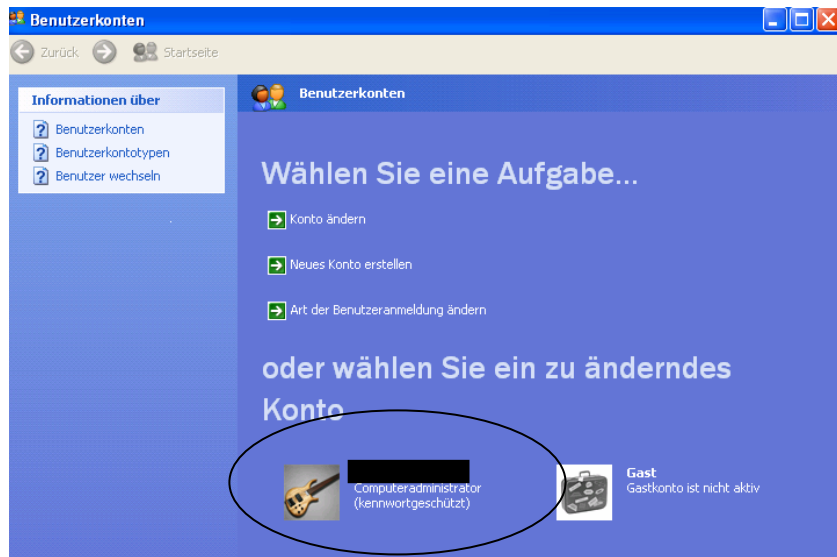 Benutzerkonten
Zurück Startseite
Informationen über
Benutzerkonten
Benutzerkontotypen
Benutzer wechseln
Benutzerkonten
Wählen Sie eine Aufgabe...
Konto ändern
Neues Konto erstellen
Art der Benutzeranmeldung ändern
oder wählen Sie ein zu änderndes
Konto
Computeradministrator
(kennwortgeschützt)
Gast
Gastkonto ist nicht aktiv